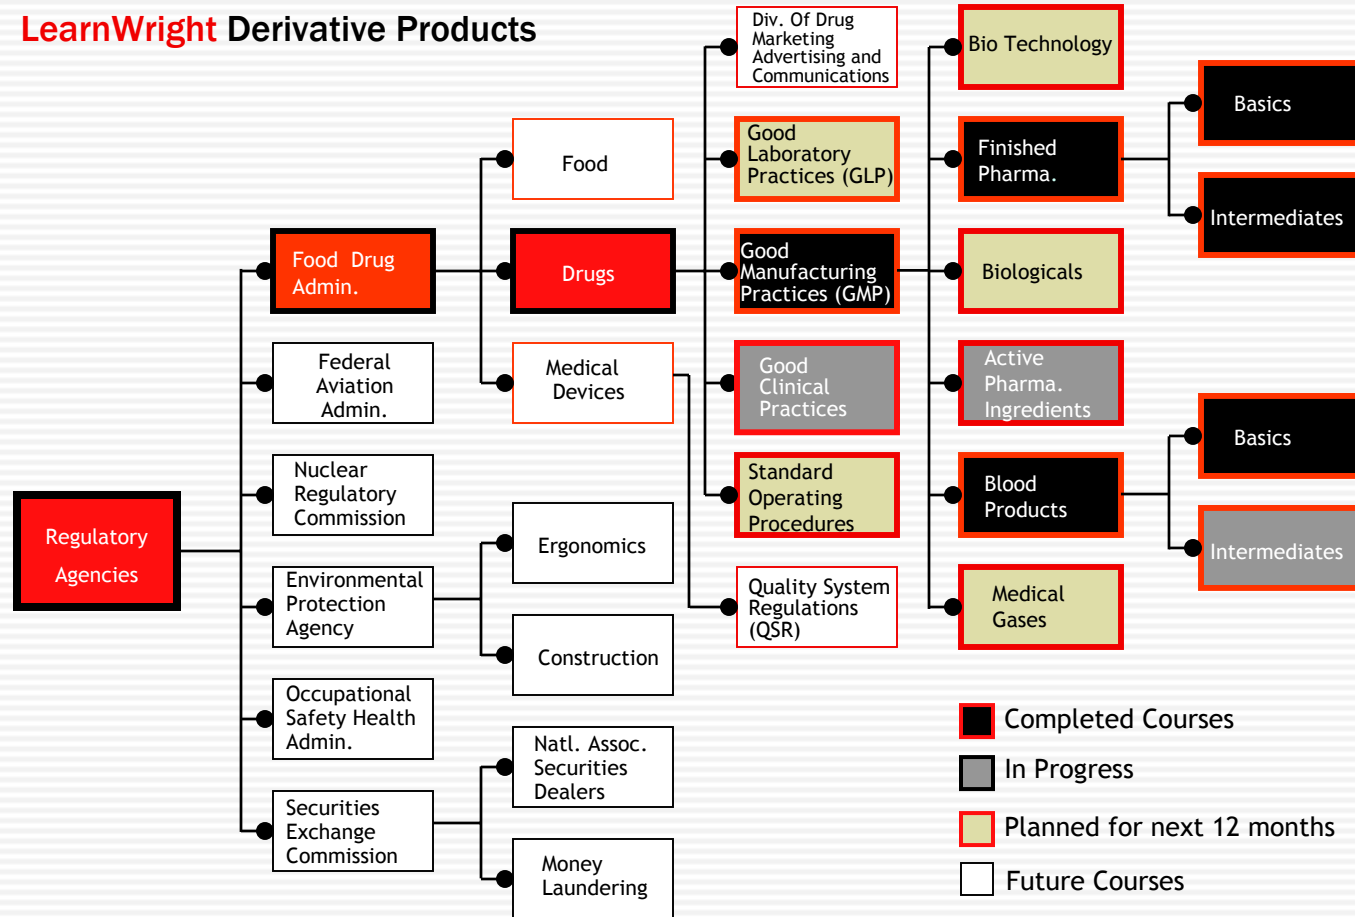 LearnWright Derivative Products
Regulatory
Agencies
Food Drug
Admin.
Federal
Aviation
Admin.
Nuclear
Regulatory
Commission
Environmental
Protection
Agency
Occupational
Safety Health
Admin.
Securities
Exchange
Commission
Food
Drugs
Medical
Devices
Ergonomics
Construction
Natl. Assoc.
Securities
Dealers
Money
Laundering
Div. Of Drug
Marketing
Advertising and
Communications
Good
Laboratory
Practices (GLP)
Good
Manufacturing
Practices (GMP)
Good
Clinical
Practices
Standard
Operating
Procedures
Quality System
Regulations
(QSR)
Bio Technology
Finished
Pharma.
Biologicals
Active
Pharma.
Ingredients
Blood
Products
Medical
Gases
Basics
Intermediates
Basics
Intermediates
Completed Courses
In Progress
Planned for next 12 months
Future Courses